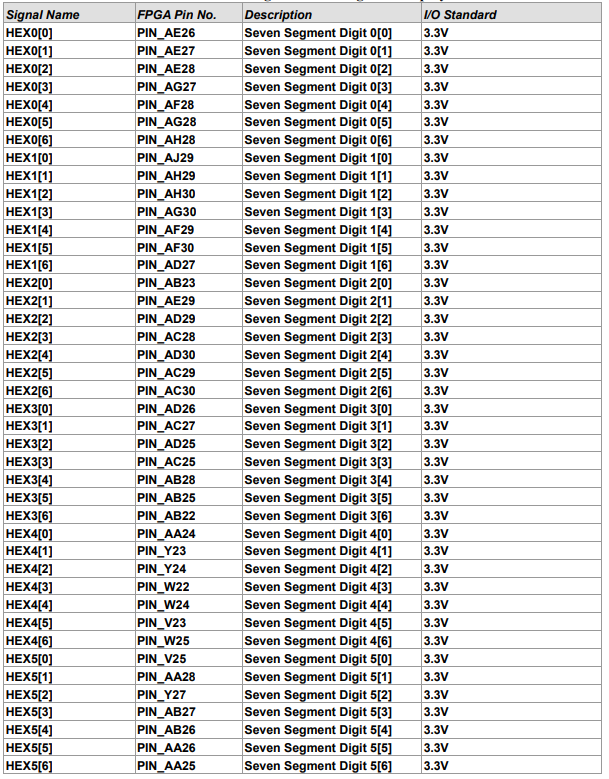 Signal Name FPGA Pin No. Description I/O Standard
HEX0[0] PIN_AE26 Seven Segment Digit 0[0] 3.3V
HEX0[1] PIN_AE27 Seven Segment Digit 0[1] 3.3V
HEX0[2] PIN_AE28 Seven Segment Digit 0[2] 3.3V
HEX0[3] PIN_AG27 Seven Segment Digit 0[3] 3.3V
HEX0[4] PIN_AF28 Seven Segment Digit 0[4] 3.3V
HEX0[5] PIN_AG28 Seven Segment Digit 0[5] 3.3V
HEX0[6] PIN_AH28 Seven Segment Digit 0[6] 3.3V
HEX1[0] PIN_AJ29 Seven Segment Digit 1[0] 3.3V
HEX1[1] PIN_AH29 Seven Segment Digit 1[1] 3.3V
HEX1[2] PIN_AH30 Seven Segment Digit 1[2] 3.3V
HEX1[3] PIN_AG30 Seven Segment Digit 1[3] 3.3V
HEX1[4] PIN_AF29 Seven Segment Digit 1[4] 3.3V
HEX1[5] PIN_AF30 Seven Segment Digit 1[5] 3.3V
HEX1[6] PIN_AD27 Seven Segment Digit 1[6] 3.3V
HEX2[0] PIN_AB23 Seven Segment Digit 2[0] 3.3V
HEX2[1] PIN_AE29 Seven Segment Digit 2[1] 3.3V
HEX2[2] PIN_AD29 Seven Segment Digit 2[2] 3.3V
HEX2[3] PIN_AC28 Seven Segment Digit 2[3] 3.3V
HEX2[4] PIN_AD30 Seven Segment Digit 2[4] 3.3V
HEX2[5] PIN_AC29 Seven Segment Digit 2[5] 3.3V
HEX2[6] PIN_AC30 Seven Segment Digit 2[6] 3.3V
HEX3[0] PIN_AD26 Seven Segment Digit 3[0] 3.3V
HEX3[1] PIN_AC27 Seven Segment Digit 3[1] 3.3V
HEX3[2] PIN_AD25 Seven Segment Digit 3[2] 3.3V
HEX3[3] PIN_AC25 Seven Segment Digit 3[3] 3.3V
HEX3[4] PIN_AB28 Seven Segment Digit 3[4] 3.3V
HEX3[5] PIN_AB25 Seven Segment Digit 3[5] 3.3V
HEX3[6] PIN_AB22 Seven Segment Digit 3[6] 3.3V
HEX4[0] PIN_AA24 Seven Segment Digit 4[0] 3.3V
HEX4[1] PIN_Y23 Seven Segment Digit 4[1] 3.3V
HEX4[2] PIN_Y24 Seven Segment Digit 4[2] 3.3V
HEX4[3] PIN_W22 Seven Segment Digit 4[3] 3.3V
HEX4[4] PIN_W24 Seven Segment Digit 4[4] 3.3V
HEX4[5] PIN_V23 Seven Segment Digit 4[5] 3.3V
HEX4[6] PIN_W25 Seven Segment Digit 4[6] 3.3V
HEX5[0] PIN_V25 Seven Segment Digit 5[0] 3.3V
HEX5[1] PIN_AA28 Seven Segment Digit 5[1] 3.3V
HEX5[2] PIN_Y27 Seven Segment Digit 5[2] 3.3V
HEX5[3] PIN_AB27 Seven Segment Digit 5[3] 3.3V
HEX5[4] PIN_AB26 Seven Segment Digit 5[4] 3.3V
HEX5[5] PIN_AA26 Seven Segment Digit 5[5] 3.3V
HEX5[6] PIN_AA25 Seven Segment Digit 5[6] 3.3V